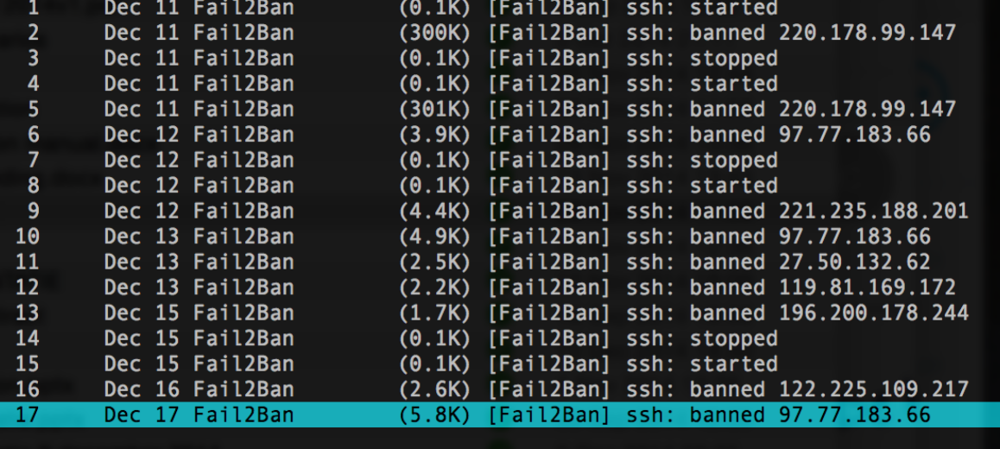 1 Dec 11 Fail2Ban (0.1K) [Fail2Ban] ssh: started
2 Dec 11 Fail2Ban (300K) [Fail2Ban] ssh: banned 220.178.99.147
3 Dec 11 Fail2Ban (0.1K) [Fail2Ban] ssh: stopped
4 Dec 11 Fail2Ban (0.1K) [Fail2Ban] ssh: started
5 Dec 11 Fail2Ban (301K) [Fail2Ban] ssh: banned 220.178.99.147
6 Dec 12 Fail2Ban (3.9K) [Fail2Ban] ssh: banned 97.77.183.66
7 Dec 12 Fail2Ban (0.1K) [Fail2Ban] ssh: stopped
8 Dec 12 Fail2Ban (0.1K) [Fail2Ban] ssh: started
9 Dec 12 Fail2Ban (4.4K) [Fail2Ban] ssh: banned 221.235.188.201
10 Dec 13 Fail2Ban (4.9K) [Fail2Ban] ssh: banned 97.77.183.66
11 Dec 13 Fail2Ban (2.5K) [Fail2Ban] ssh: banned 27.50.132.62
12 Dec 13 Fail2Ban (2.2K) [Fail2Ban] ssh: banned 119.81.169.172
13 Dec 15 Fail2Ban (1.7K) [Fail2Ban] ssh: banned 196.200.178.244
14 Dec 15 Fail2Ban (0.1K) [Fail2Ban] ssh: stopped
15 Dec 15 Fail2Ban (0.1K) [Fail2Ban] ssh: started
16 Dec 16 Fail2Ban (2.6K) [Fail2Ban] ssh: banned 122.225.109.217
17 Dec 17 Fail2Ban (5.8K) [Fail2Ban] ssh: banned 97.77.183.66